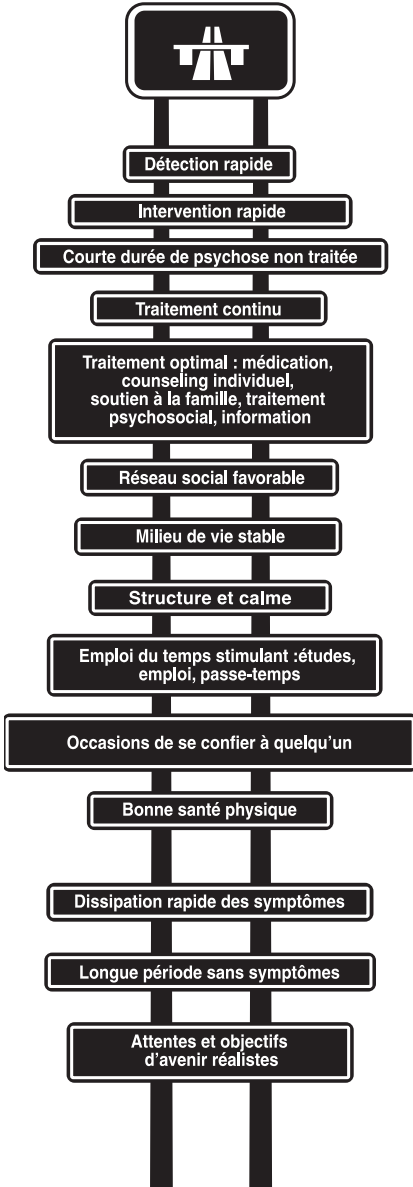 Détection rapide
Intervention rapide
Courte durée de psychose non traitée
Traitement continu
Traitement optimal : médication,
counseling individuel,
soutien à la famille, traitement
psychosocial, information
Réseau social favorable
Milieu de vie stable
Structure et calme
Emploi du temps stimulant :études,
emploi, passe-temps
Occasions de se confier à quelqu'un
Bonne santé physique
Dissipation rapide des symptômes
Longue période sans symptômes
Attentes et objectifs
d'avenir réalistes